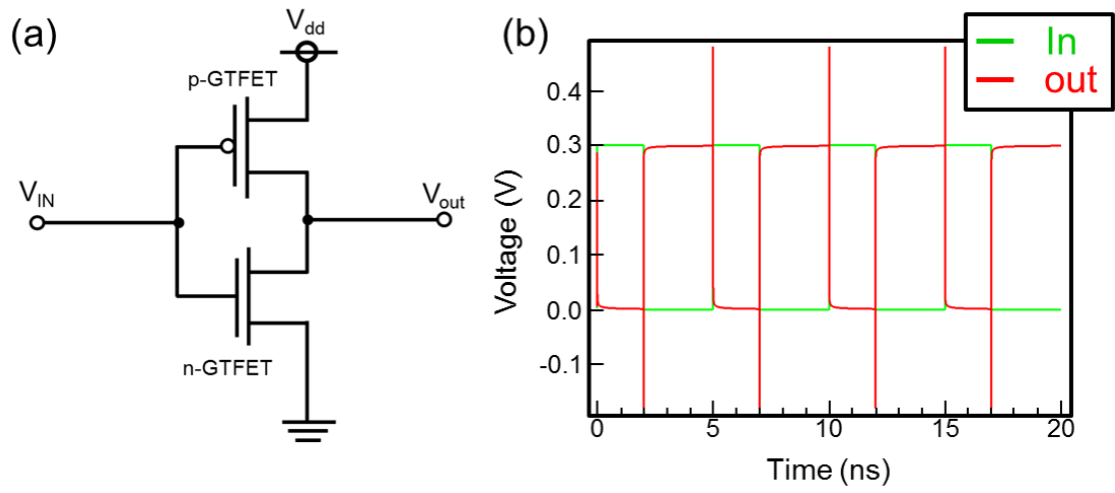 (a)
V_dd
p-GTFET
V_IN
V_out
n-GTFET
(b)
In
out
0.4
0.3
0.2
0.1
0.0
-0.1
Voltage (V)
0 5 10 15 20
Time (ns)